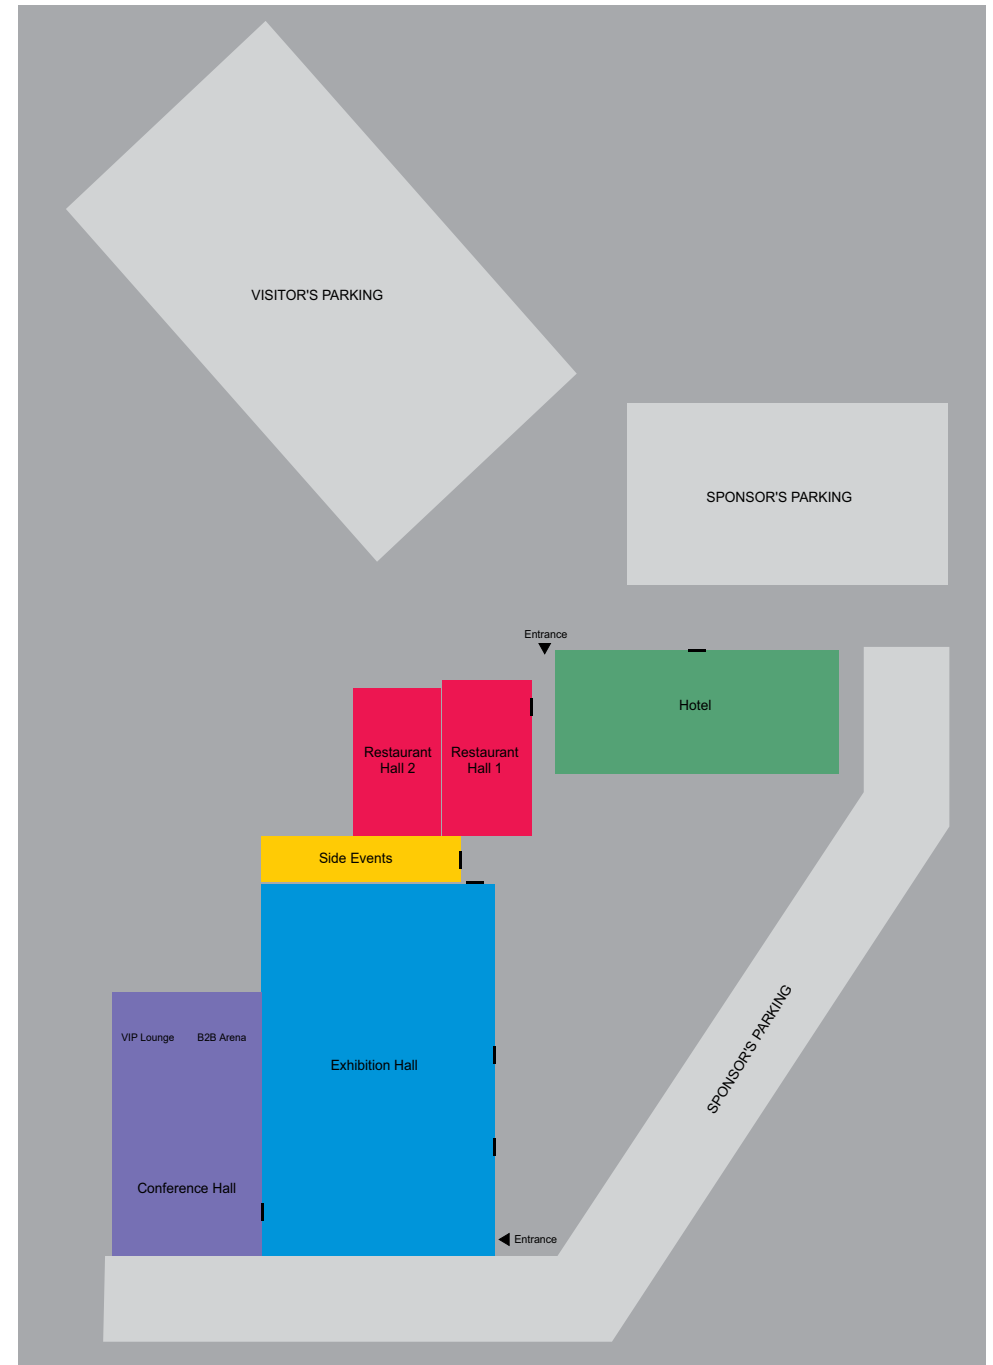 VISITOR'S PARKING
SPONSOR'S PARKING
Entrance
Hotel
Restaurant
Hall 2
Restaurant
Hall 1
Side Events
SPONSOR'S PARKING
VIP Lounge
B2B Arena
Exhibition Hall
Conference Hall
Entrance